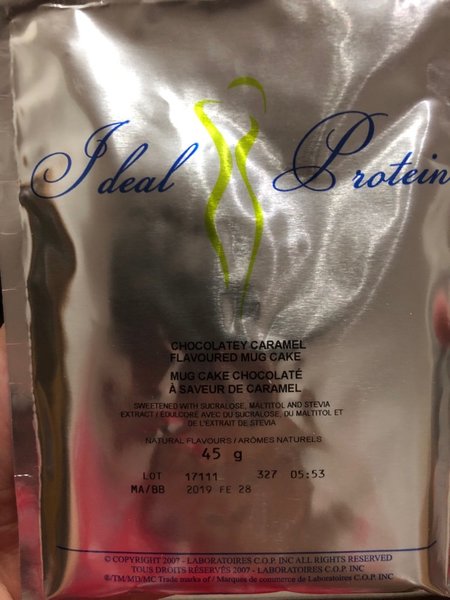 Ideal Protein
CHOCOLATEY CARAMEL
FLAVOURED MUG CAKE
MUG CAKE CHOCOLATÉ
À SAVEUR DE CARAMEL
SWEETENED WITH SUCRALOSE, MALTITOL AND STEVIA
EXTRACT / ÉDULCORÉ AVEC DU SUCRALOSE, DU MALTITOL ET
DE L'EXTRAIT DE STEVIA
NATURAL FLAVOURS / ARÔMES NATURELS
45 g
LOT 17111 327 05:53
MA/BB 2019 FE 28
© COPYRIGHT 2007 - LABORATOIRES C.O.P. INC ALL RIGHTS RESERVED
TOUS DROITS RÉSERVÉS 2007 - LABORATOIRES C.O.P. INC
®/TM/MD/MC Trade marks of / Marques de commerce de Laboratoires C.O.P. INC